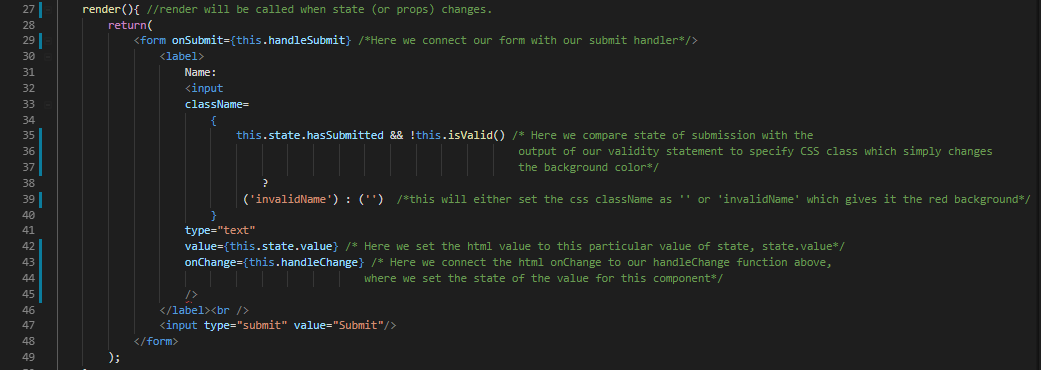 27 render(){ //render will be called when state (or props) changes.
28 return(
29 <form onSubmit={this.handleSubmit} /*Here we connect our form with our submit handler*/>
30 <label>
31 Name:
32 <input
33 className=
34 {
35 this.state.hasSubmitted && !this.isValid() /* Here we compare state of submission with the
36 output of our validity statement to specify CSS class which simply changes
37 the background color*/
38 ?
39 ('invalidName') : ('') /*this will either set the css className as '' or 'invalidName' which gives it the red background*/
40 }
41 type="text"
42 value={this.state.value} /* Here we set the html value to this particular value of state, state.value*/
43 onChange={this.handleChange} /* Here we connect the html onChange to our handleChange function above,
44 where we set the state of the value for this component*/
45 />
46 </label><br />
47 <input type="submit" value="Submit"/>
48 </form>
49 );